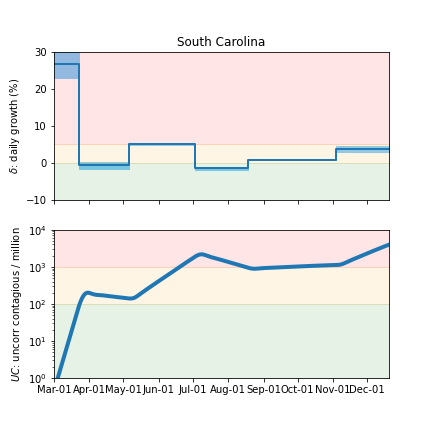 South Carolina
δ: daily growth (%)
30
20
10
0
−10
UC: uncorr contagious / million
10⁴
10³
10²
10¹
10⁰
Mar-01 Apr-01 May-01 Jun-01 Jul-01 Aug-01 Sep-01 Oct-01 Nov-01 Dec-01